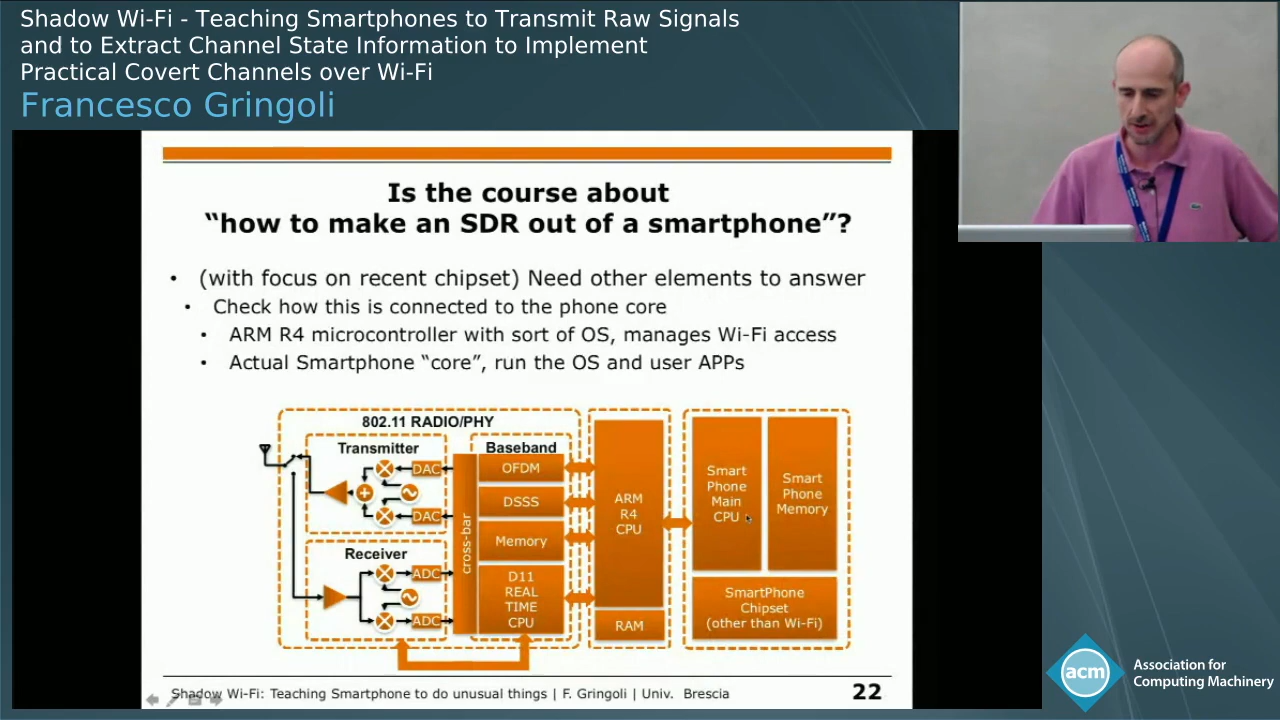 Shadow Wi-Fi - Teaching Smartphones to Transmit Raw Signals
and to Extract Channel State Information to Implement
Practical Covert Channels over Wi-Fi
Francesco Gringoli
Is the course about
“how to make an SDR out of a smartphone”?
• (with focus on recent chipset) Need other elements to answer
• Check how this is connected to the phone core
• ARM R4 microcontroller with sort of OS, manages Wi-Fi access
• Actual Smartphone “core”, run the OS and user APPs
802.11 RADIO/PHY
Transmitter
DAC
DAC
Receiver
ADC
ADC
cross-bar
Baseband
OFDM
DSSS
Memory
D11
REAL
TIME
CPU
ARM
R4
CPU
RAM
Smart
Phone
Main
CPU
Smart
Phone
Memory
SmartPhone
Chipset
(other than Wi-Fi)
Shadow Wi-Fi: Teaching Smartphone to do unusual things | F. Gringoli | Univ. Brescia
22
acm
Association for
Computing Machinery